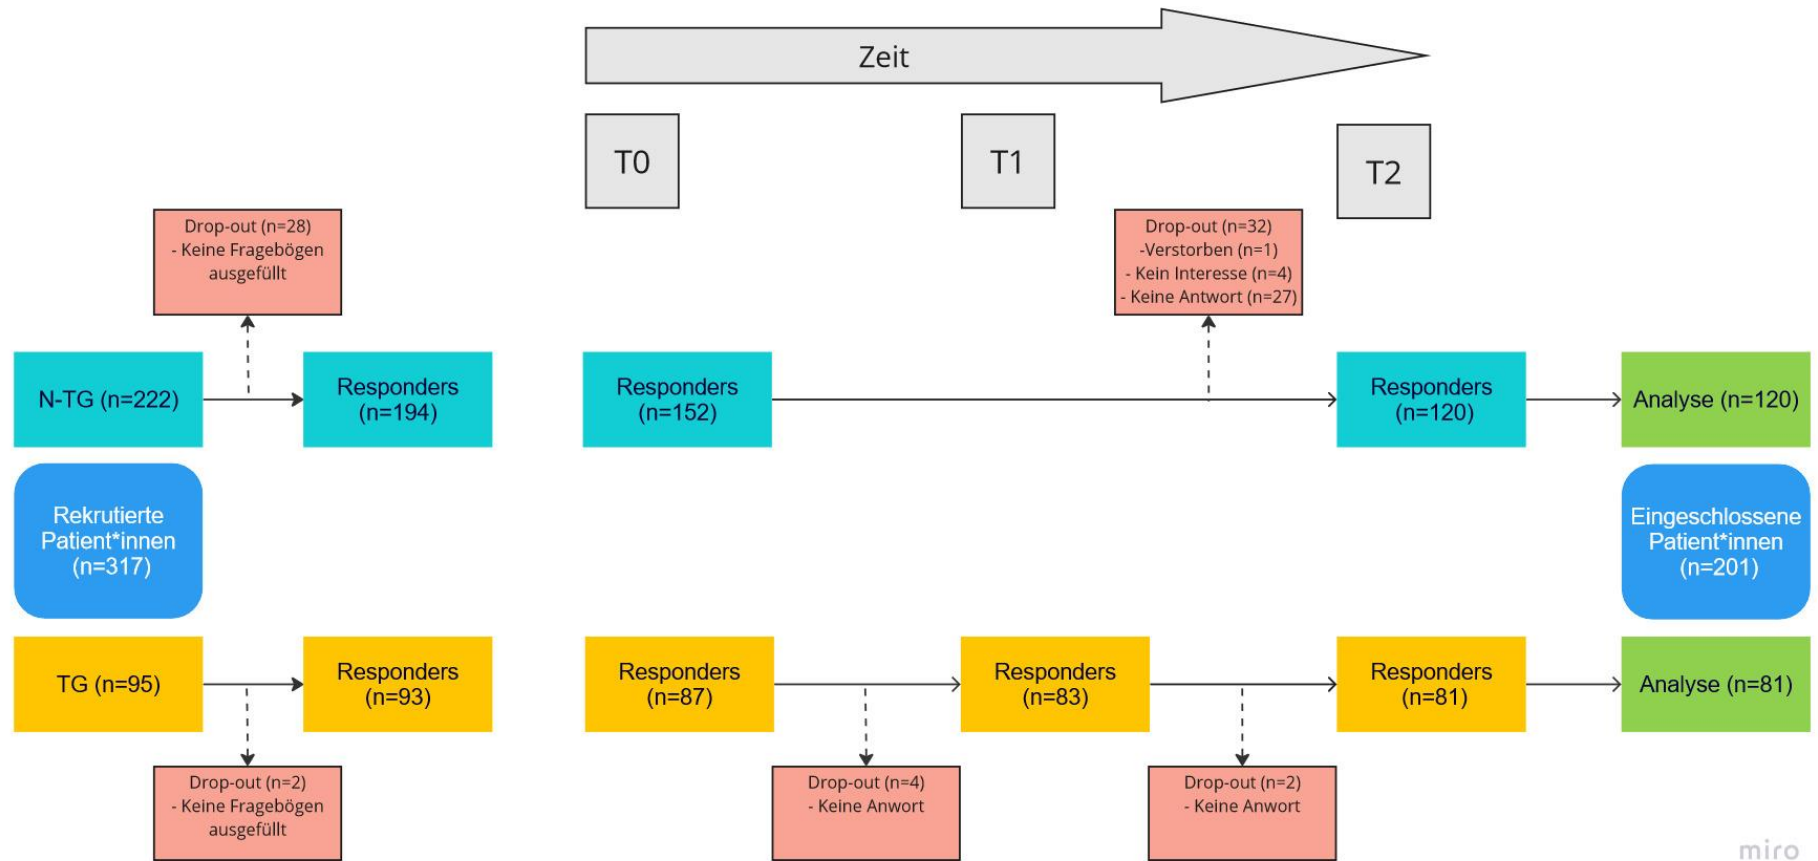 Zeit
T0
T1
T2
Drop-out (n=28)
- Keine Fragebögen
ausgefüllt
Drop-out (n=32)
-Verstorben (n=1)
- Kein Interesse (n=4)
- Keine Antwort (n=27)
N-TG (n=222)
Responders
(n=194)
Responders
(n=152)
Responders
(n=120)
Analyse (n=120)
Rekrutierte
Patient*innen
(n=317)
Eingeschlossene
Patient*innen
(n=201)
TG (n=95)
Responders
(n=93)
Responders
(n=87)
Responders
(n=83)
Responders
(n=81)
Analyse (n=81)
Drop-out (n=2)
- Keine Fragebögen
ausgefüllt
Drop-out (n=4)
- Keine Anwort
Drop-out (n=2)
- Keine Anwort
miro